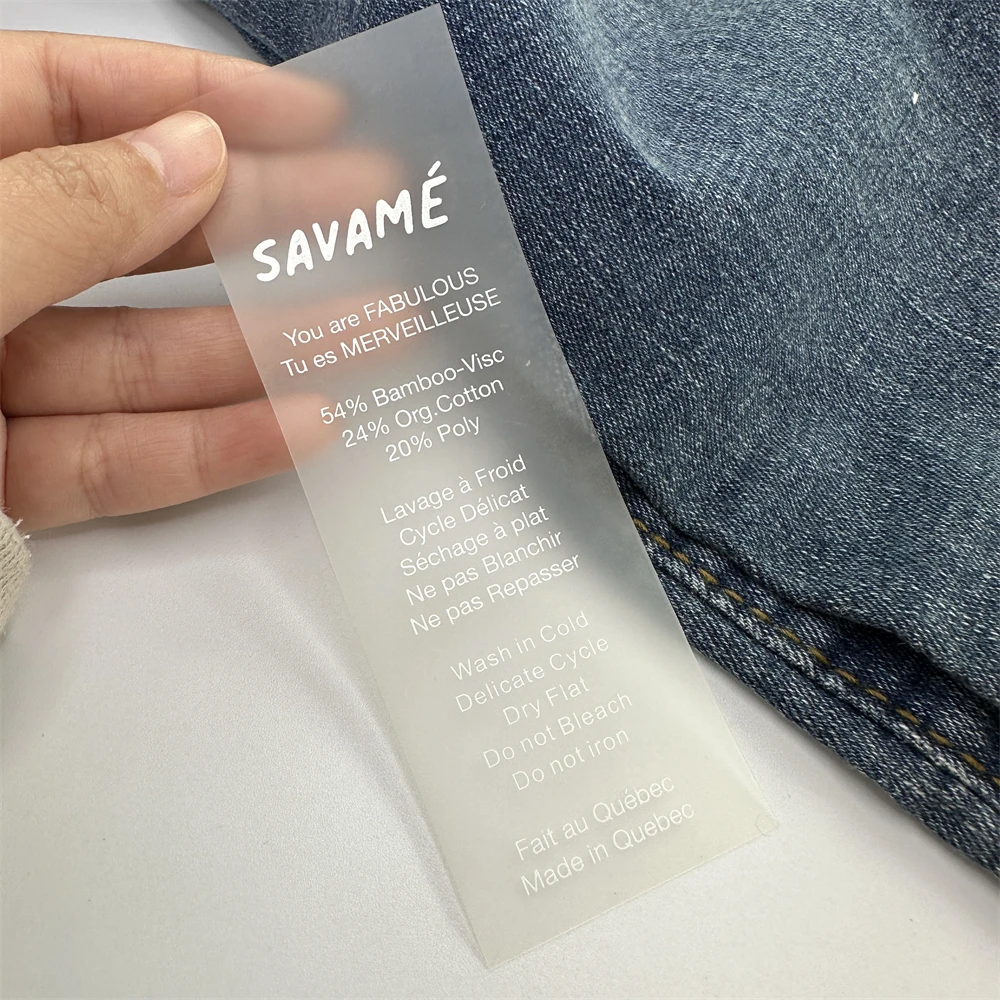 SAVAMÉ
You are FABULOUS
Tu es MERVEILLEUSE
54% Bamboo-Visc
24% Org.Cotton
20% Poly
Lavage à Froid
Cycle Délicat
Séchage à plat
Ne pas Blanchir
Ne pas Repasser
Wash in Cold
Delicate Cycle
Dry Flat
Do not Bleach
Do not iron
Fait au Québec
Made in Quebec